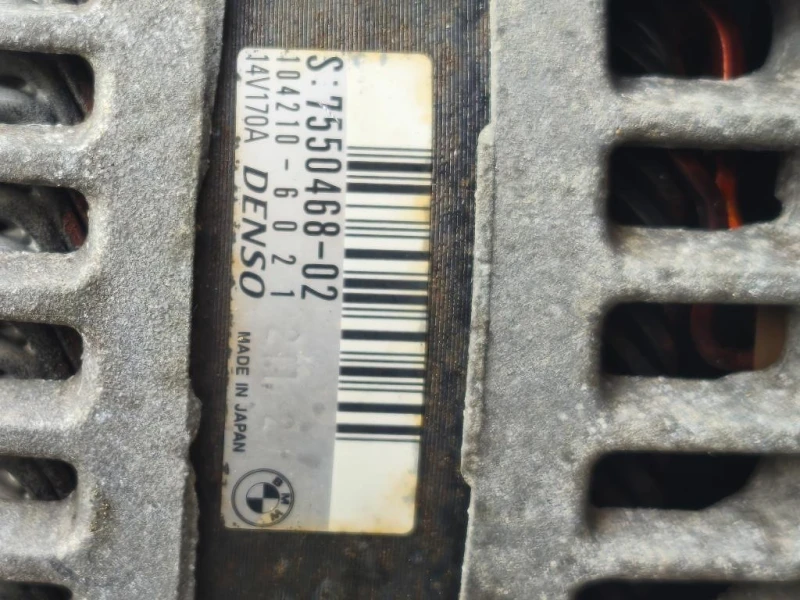 S:7550468-02
104210-6021
14V170A DENSO
MADE IN JAPAN
BMW